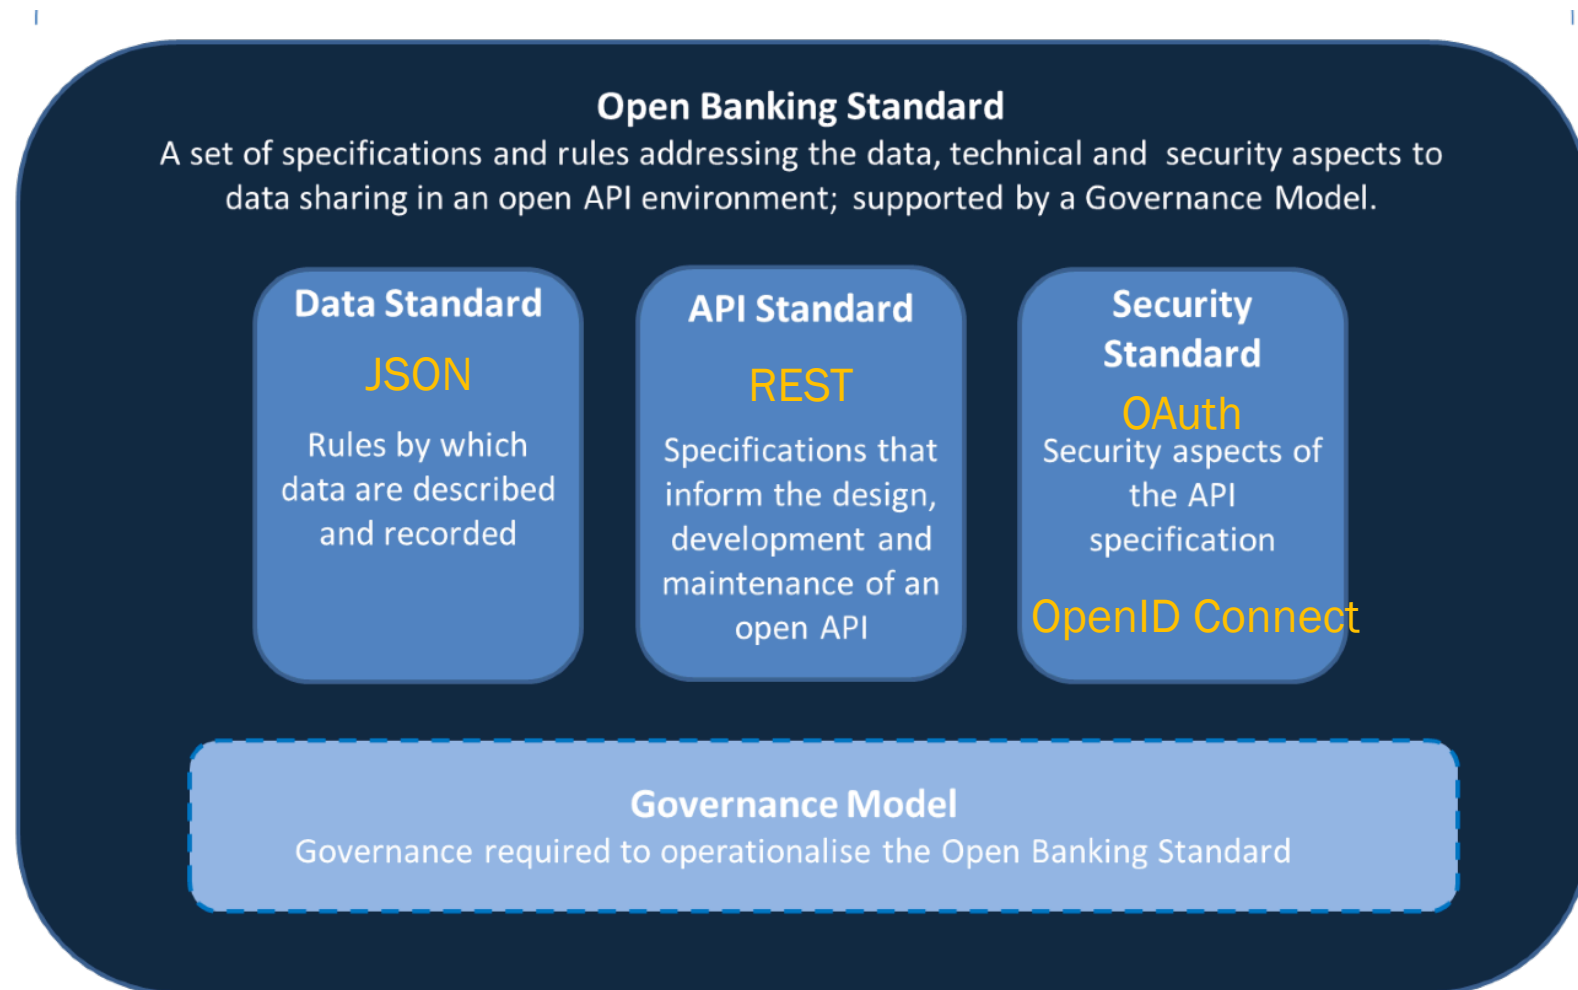 Open Banking Standard
A set of specifications and rules addressing the data, technical and security aspects to
data sharing in an open API environment; supported by a Governance Model.
Data Standard
JSON
Rules by which
data are described
and recorded
API Standard
REST
Specifications that
inform the design,
development and
maintenance of an
open API
Security
Standard
OAuth
Security aspects of
the API
specification
OpenID Connect
Governance Model
Governance required to operationalise the Open Banking Standard